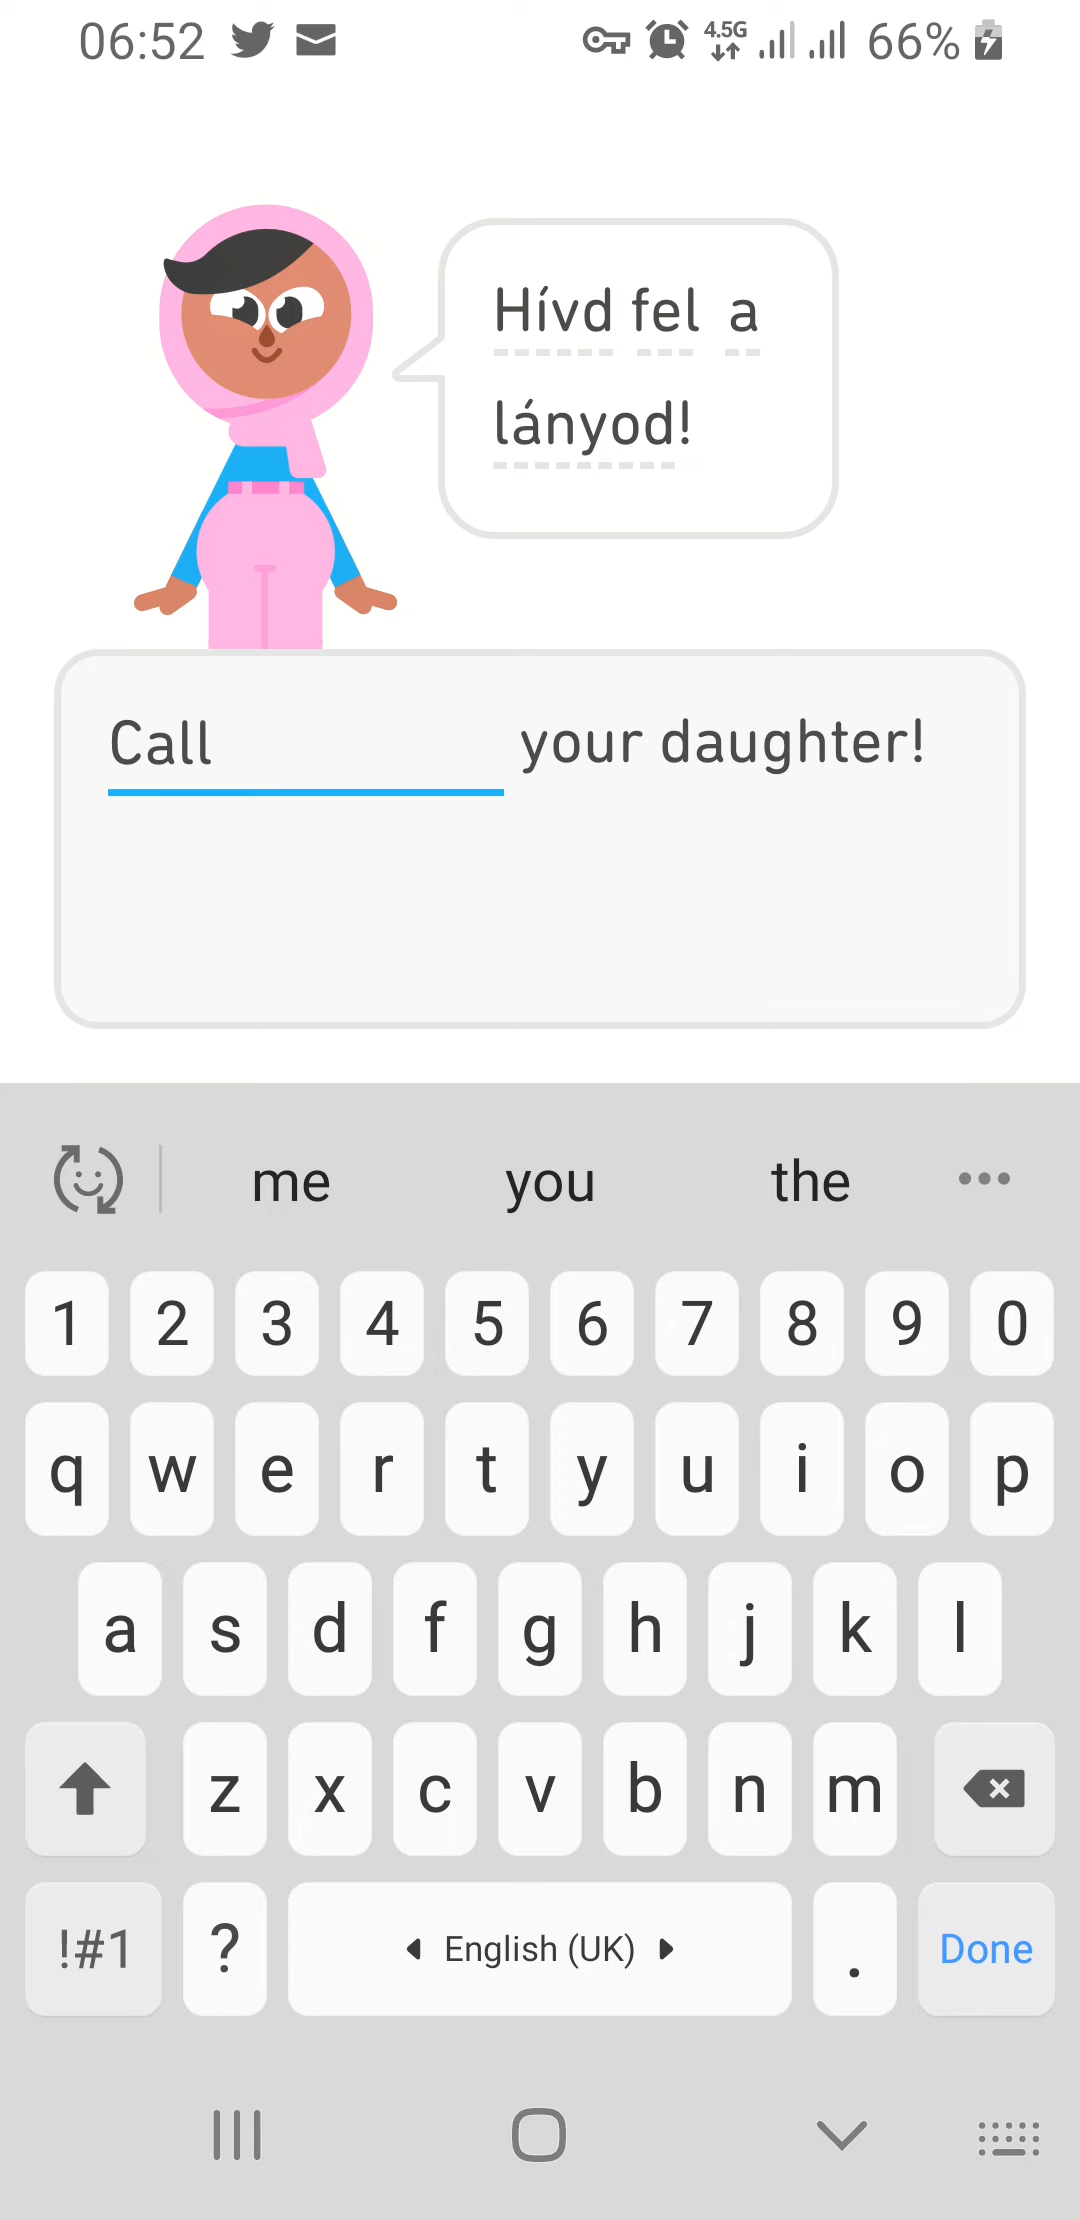 06:52 4.5G 66%
Hívd fel a
lányod!
Call your daughter!
me you the
1 2 3 4 5 6 7 8 9 0
q w e r t y u i o p
a s d f g h j k l
z x c v b n m
!#1 ? English (UK) . Done